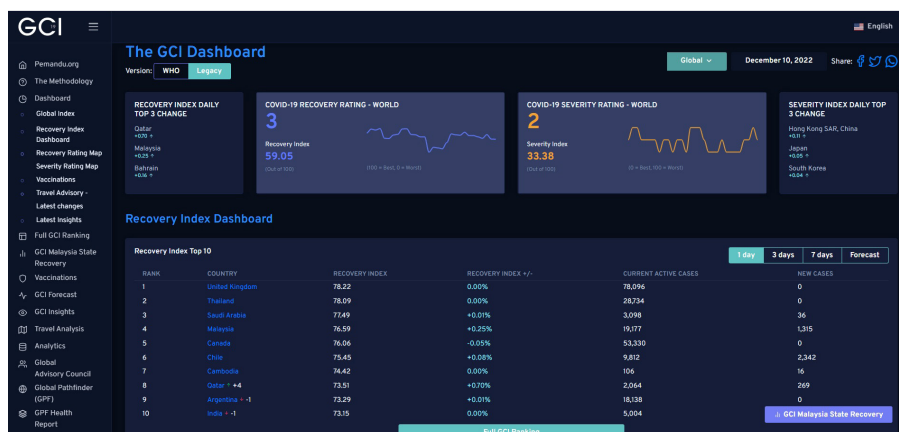 GCI
English
Pemandu.org
The Methodology
Dashboard
Global Index
Recovery Index
Dashboard
Recovery Rating Map
Severity Rating Map
Vaccinations
Travel Advisory -
Latest changes
Latest Insights
Full GCI Ranking
GCI Malaysia State
Recovery
Vaccinations
GCI Forecast
GCI Insights
Travel Analysis
Analytics
Global
Advisory Council
Global Pathfinder
(GPF)
GPF Health
Report
The GCI Dashboard
Version: WHO Legacy
Global
December 10, 2022
Share:
RECOVERY INDEX DAILY
TOP 3 CHANGE
Qatar
+0.70 ↑
Malaysia
+0.25 ↑
Bahrain
+0.16 ↑
COVID-19 RECOVERY RATING - WORLD
3
Recovery Index
59.05
(Out of 100)
(100 = Best, 0 = Worst)
COVID-19 SEVERITY RATING - WORLD
2
Severity Index
33.38
(Out of 100)
(0 = Best, 100 = Worst)
SEVERITY INDEX DAILY TOP
3 CHANGE
Hong Kong SAR, China
+0.11 ↑
Japan
+0.05 ↑
South Korea
+0.04 ↑
Recovery Index Dashboard
Recovery Index Top 10
1 day 3 days 7 days Forecast
RANK COUNTRY RECOVERY INDEX RECOVERY INDEX +/- CURRENT ACTIVE CASES NEW CASES
1 United Kingdom 78.22 0.00% 78,096 0
2 Thailand 78.09 0.00% 28,734 0
3 Saudi Arabia 77.49 +0.01% 3,098 36
4 Malaysia 76.59 +0.25% 19,177 1,315
5 Canada 76.06 -0.05% 53,330 0
6 Chile 75.45 +0.08% 9,812 2,342
7 Cambodia 74.42 0.00% 106 16
8 Qatar ↑ +4 73.51 +0.70% 2,064 269
9 Argentina ↓ -1 73.29 +0.01% 18,138 0
10 India ↓ -1 73.15 0.00% 5,004
GCI Malaysia State Recovery
Full GCI Ranking